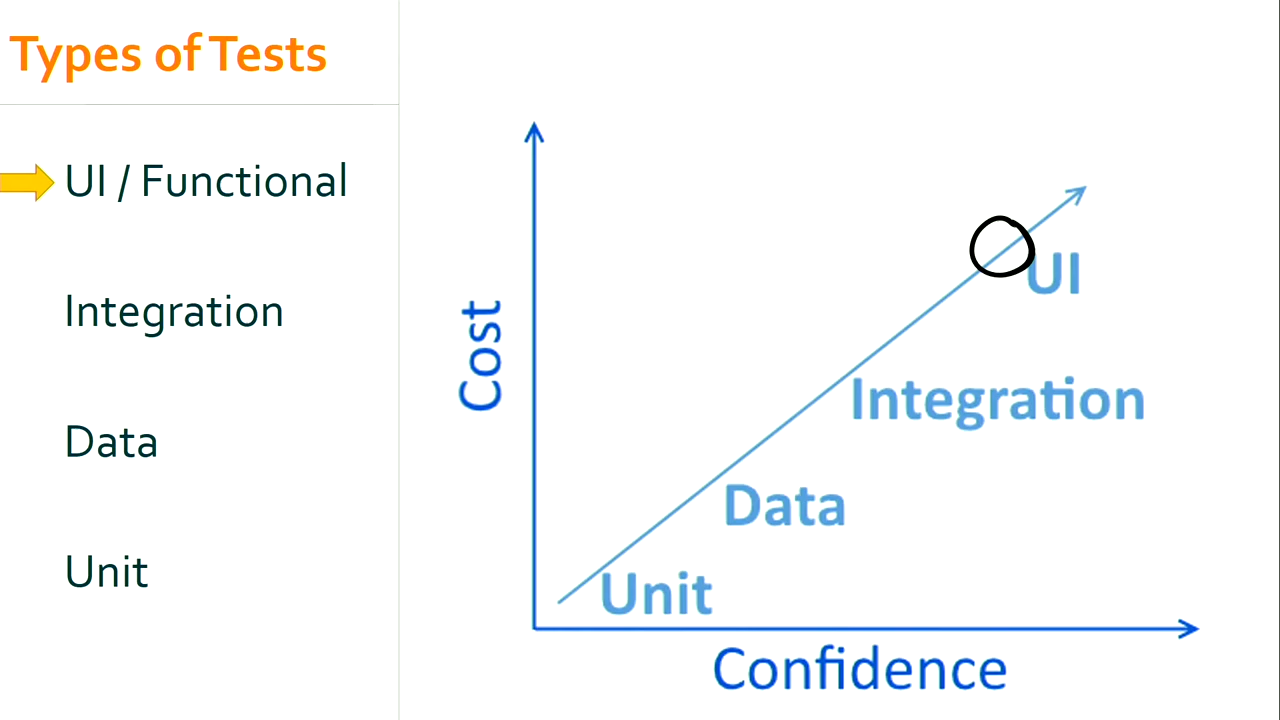 Types of Tests
UI / Functional
Integration
Data
Unit
Cost
UI
Integration
Data
Unit
Confidence